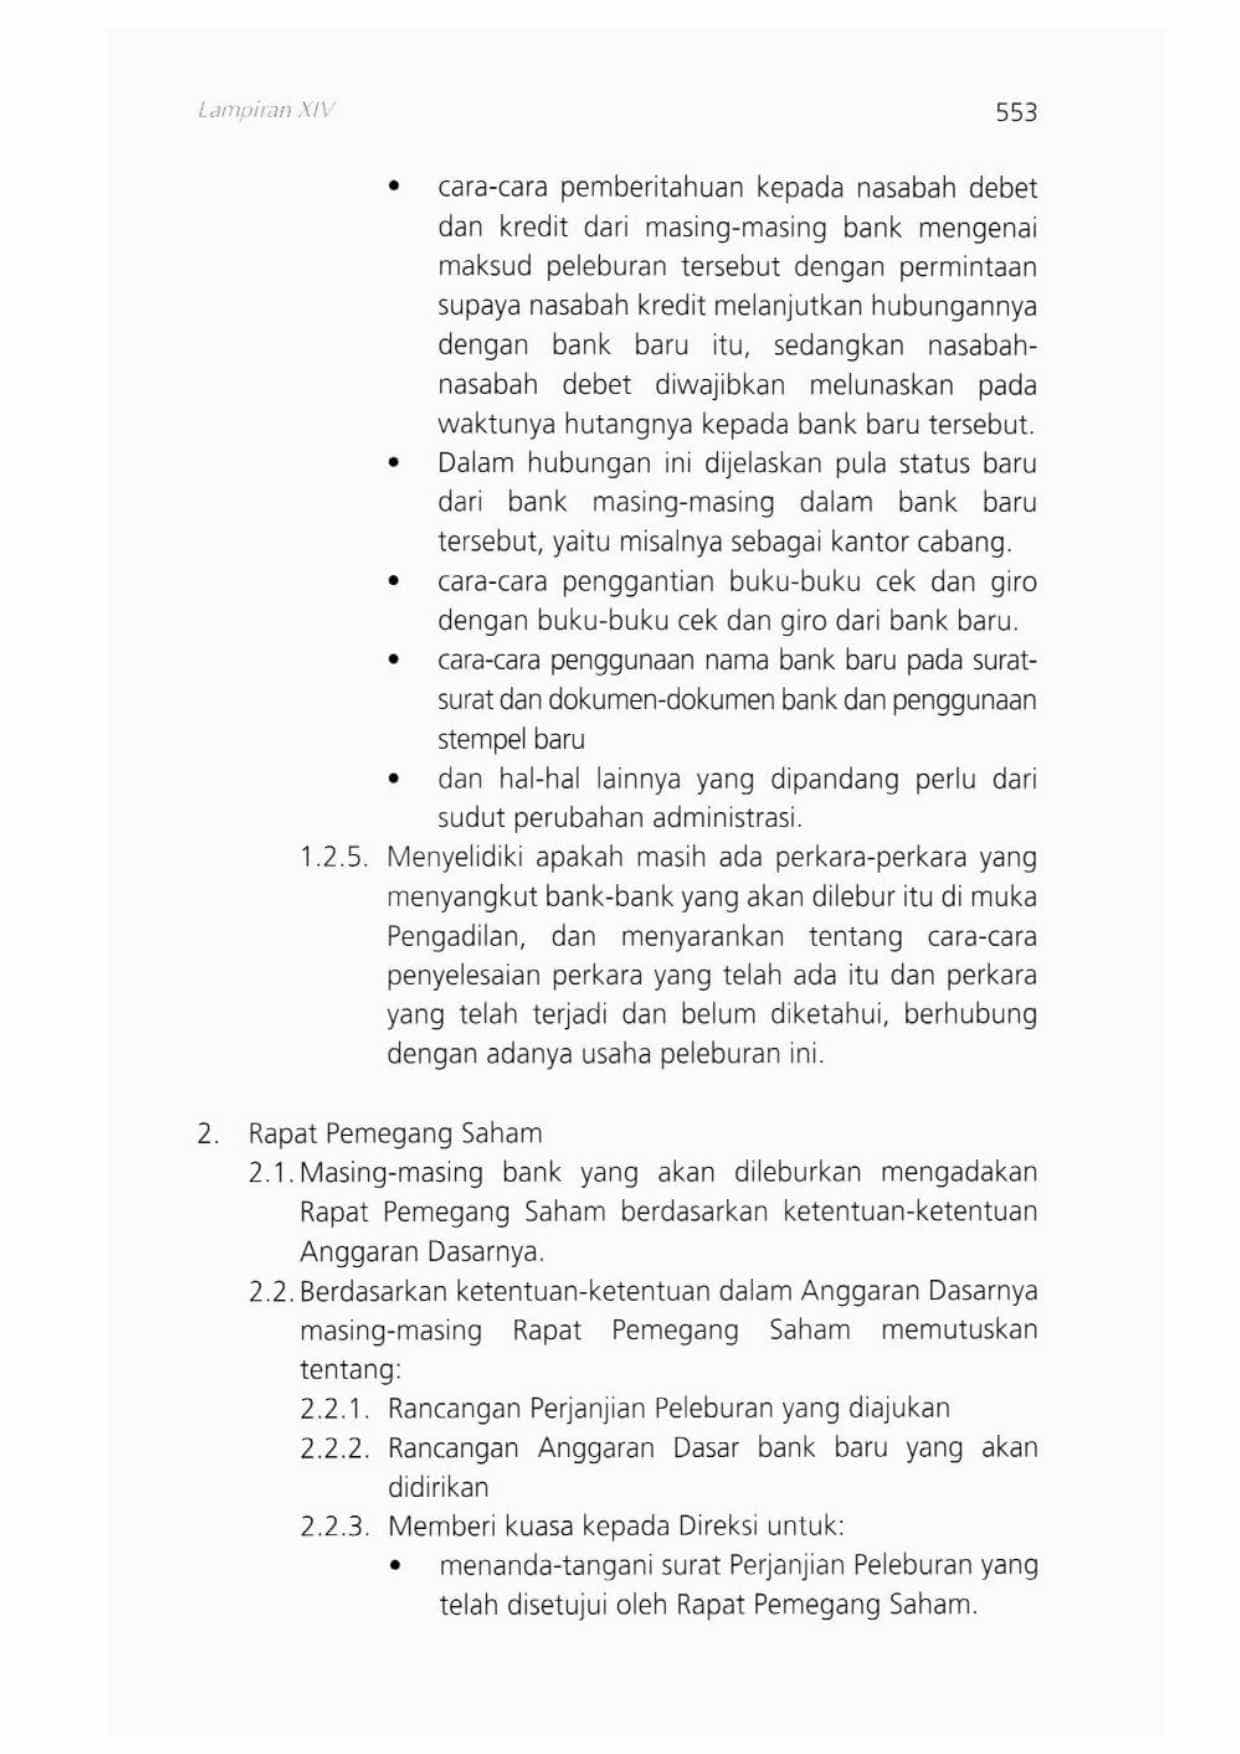 Lampiran XIV 553
• cara-cara pemberitahuan kepada nasabah debet
dan kredit dari masing-masing bank mengenai
maksud peleburan tersebut dengan permintaan
supaya nasabah kredit melanjutkan hubungannya
dengan bank baru itu, sedangkan nasabah-
nasabah debet diwajibkan melunaskan pada
waktunya hutangnya kepada bank baru tersebut.
• Dalam hubungan ini dijelaskan pula status baru
dari bank masing-masing dalam bank baru
tersebut, yaitu misalnya sebagai kantor cabang.
• cara-cara penggantian buku-buku cek dan giro
dengan buku-buku cek dan giro dari bank baru.
• cara-cara penggunaan nama bank baru pada surat-
surat dan dokumen-dokumen bank dan penggunaan
stempel baru
• dan hal-hal lainnya yang dipandang perlu dari
sudut perubahan administrasi.
1.2.5. Menyelidiki apakah masih ada perkara-perkara yang
menyangkut bank-bank yang akan dilebur itu di muka
Pengadilan, dan menyarankan tentang cara-cara
penyelesaian perkara yang telah ada itu dan perkara
yang telah terjadi dan belum diketahui, berhubung
dengan adanya usaha peleburan ini.
2. Rapat Pemegang Saham
2.1. Masing-masing bank yang akan dileburkan mengadakan
Rapat Pemegang Saham berdasarkan ketentuan-ketentuan
Anggaran Dasarnya.
2.2. Berdasarkan ketentuan-ketentuan dalam Anggaran Dasarnya
masing-masing Rapat Pemegang Saham memutuskan
tentang:
2.2.1. Rancangan Perjanjian Peleburan yang diajukan
2.2.2. Rancangan Anggaran Dasar bank baru yang akan
didirikan
2.2.3. Memberi kuasa kepada Direksi untuk:
• menanda-tangani surat Perjanjian Peleburan yang
telah disetujui oleh Rapat Pemegang Saham.